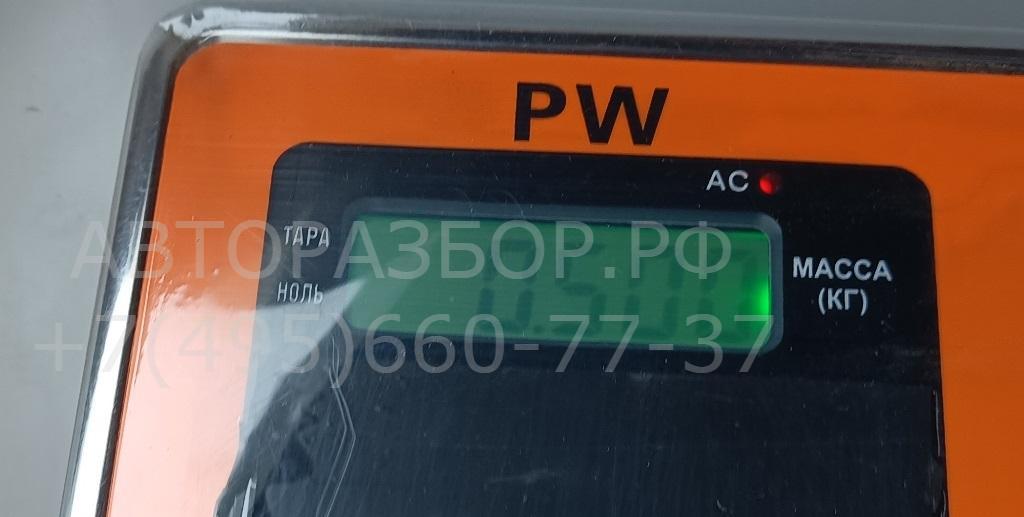 PW
AC
ТАРА
НОЛЬ
МАССА
(КГ)
АВТОРАЗБОР.РФ
+7(495)660-77-37